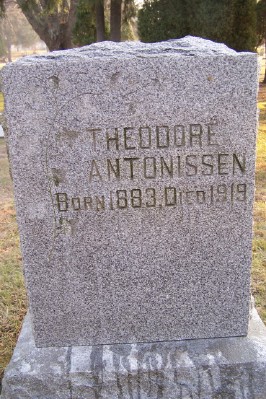 THEODORE
ANTONISSEN
BORN 1883, DIED 1919